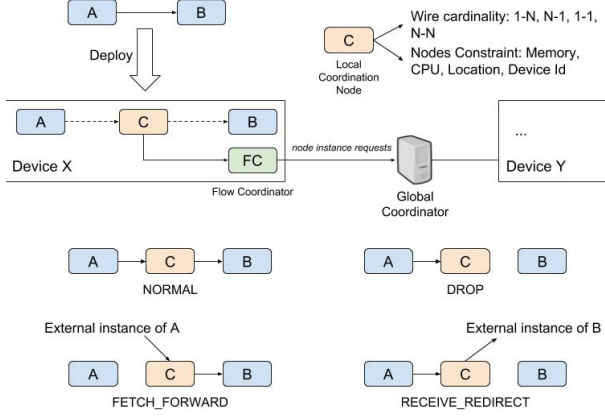 A
B
Deploy
C
Local
Coordination
Node
Wire cardinality: 1-N, N-1, 1-1,
N-N
Nodes Constraint: Memory,
CPU, Location, Device Id
A
C
B
FC
Device X
Flow Coordinator
node instance requests
Global
Coordinator
...
Device Y
A
C
B
NORMAL
A
C
B
DROP
External instance of A
A
C
B
FETCH_FORWARD
External instance of B
A
C
B
RECEIVE_REDIRECT